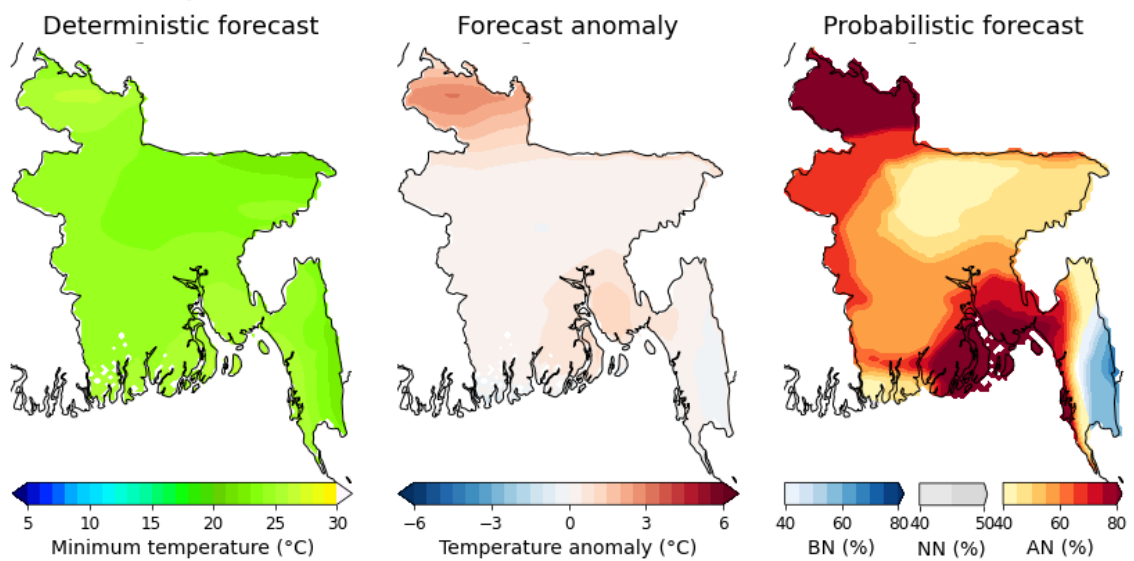 Deterministic forecast
Forecast anomaly
Probabilistic forecast
5 10 15 20 25 30
Minimum temperature (°C)
−6 −3 0 3 6
Temperature anomaly (°C)
40 60 80
BN (%)
40 50
NN (%)
40 60 80
AN (%)